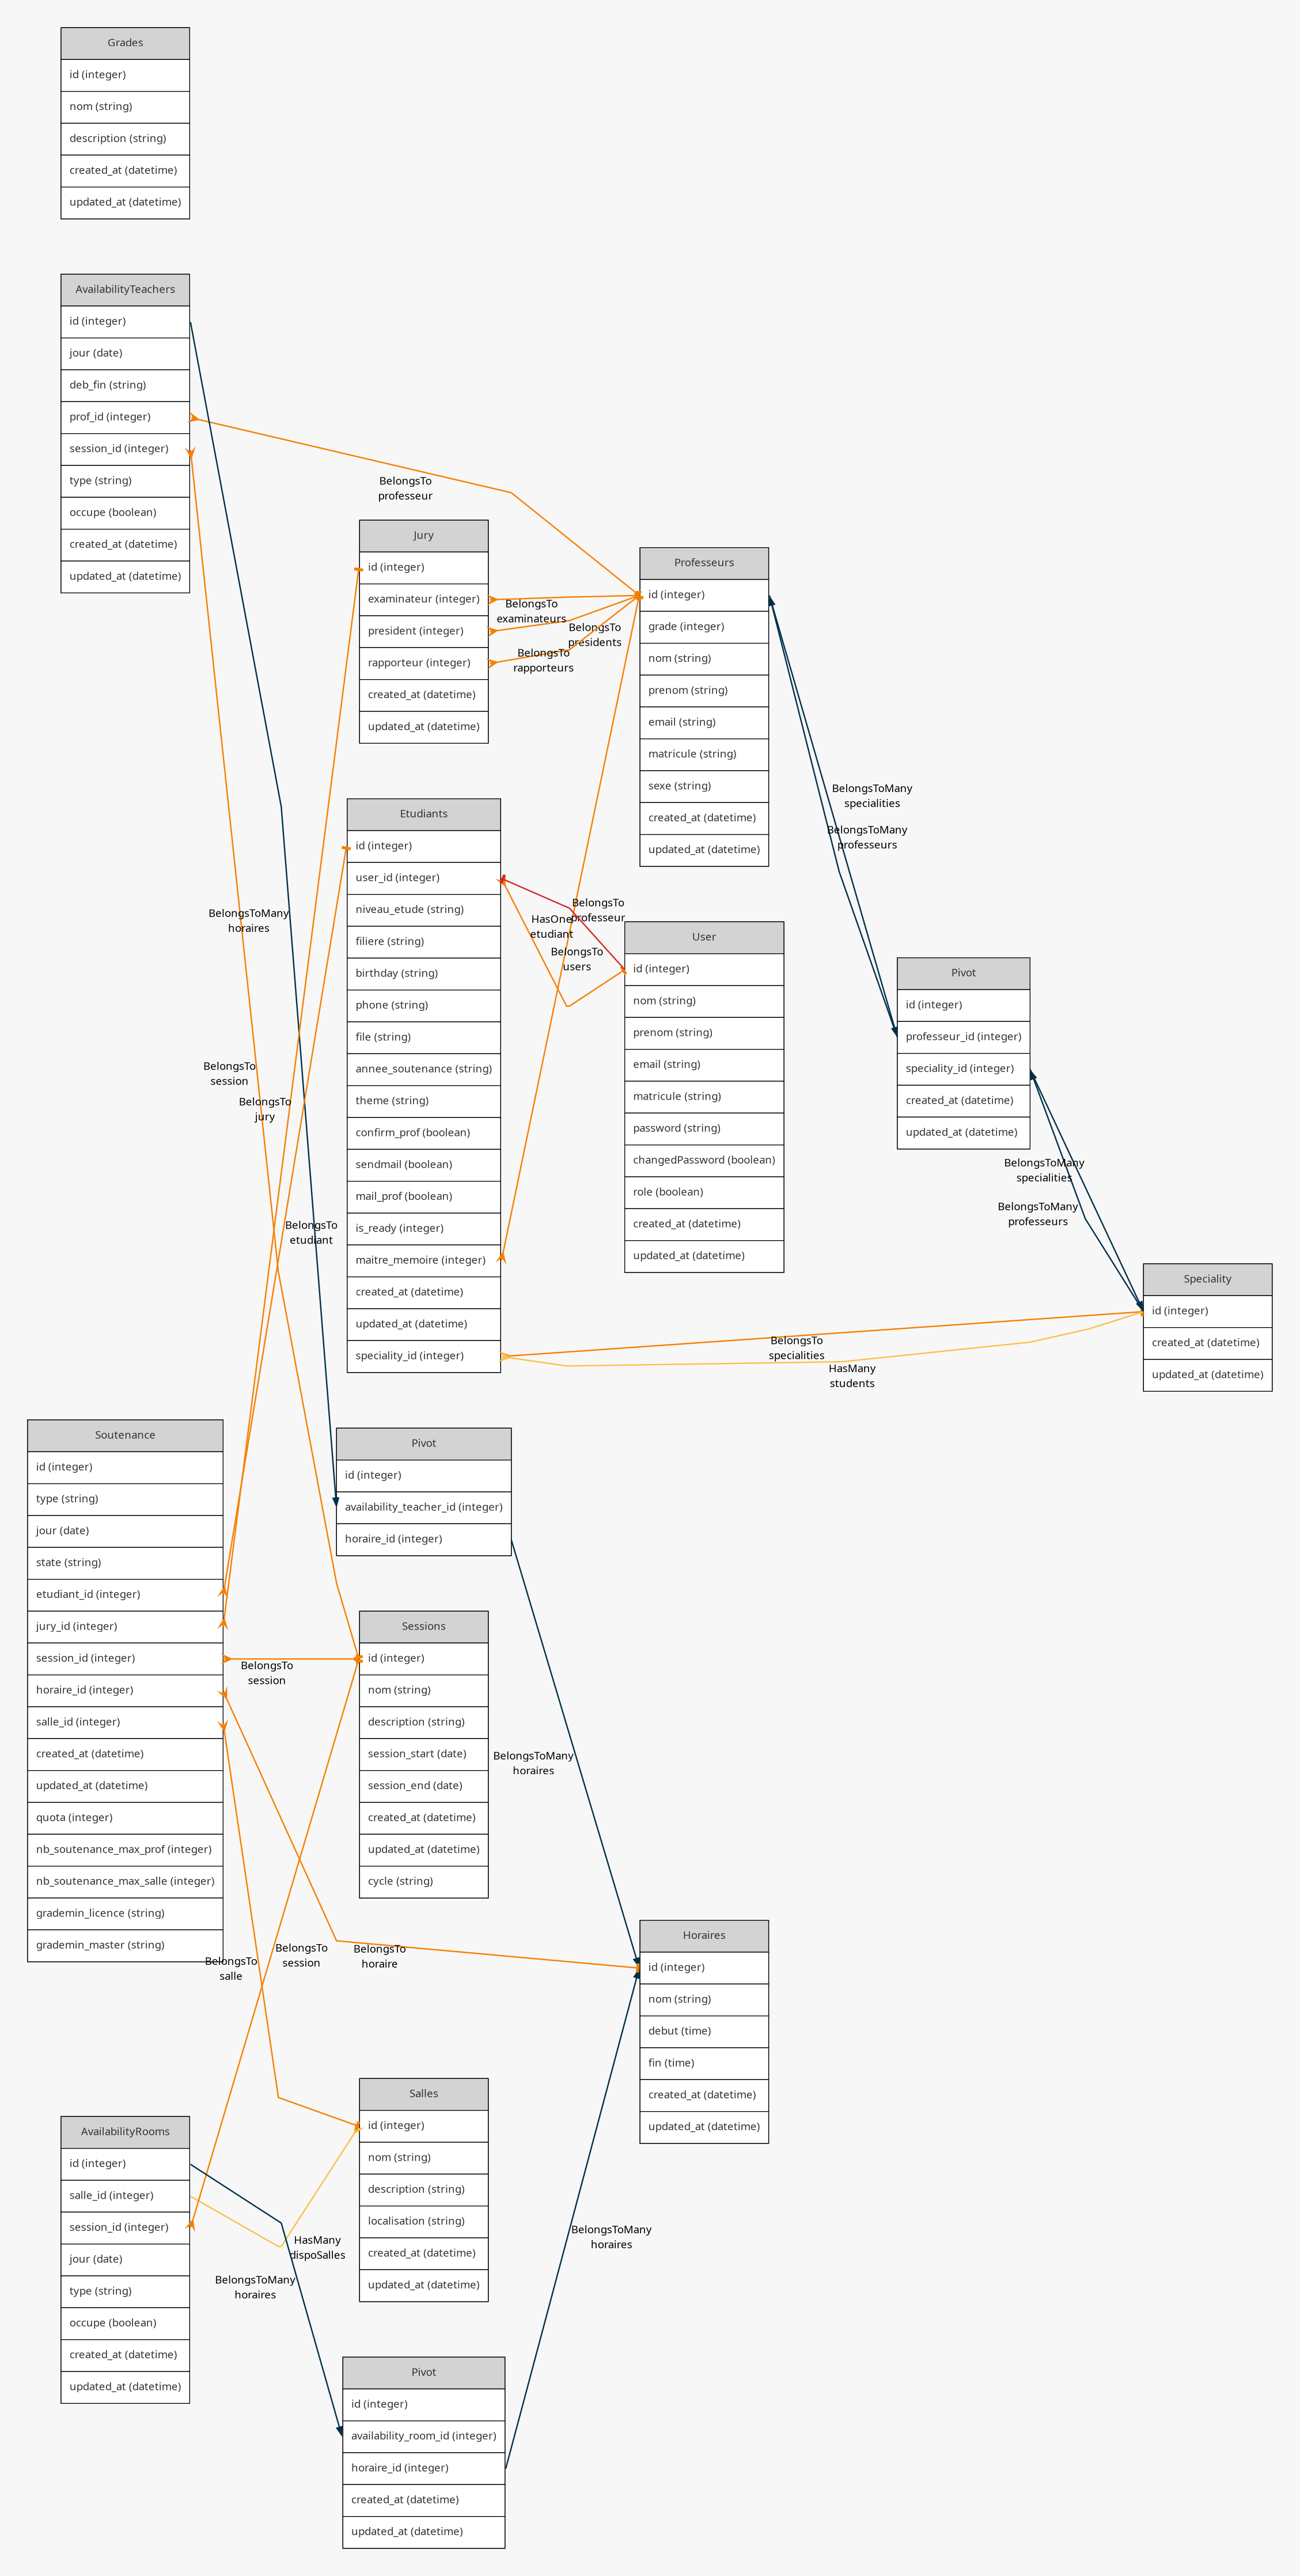 Grades
id (integer)
nom (string)
description (string)
created_at (datetime)
updated_at (datetime)
AvailabilityTeachers
id (integer)
jour (date)
deb_fin (string)
prof_id (integer)
session_id (integer)
type (string)
occupe (boolean)
created_at (datetime)
updated_at (datetime)
BelongsTo
professeur
Jury
id (integer)
examinateur (integer)
president (integer)
rapporteur (integer)
created_at (datetime)
updated_at (datetime)
BelongsTo
examinateurs
BelongsTo
presidents
BelongsTo
rapporteurs
Professeurs
id (integer)
grade (integer)
nom (string)
prenom (string)
email (string)
matricule (string)
sexe (string)
created_at (datetime)
updated_at (datetime)
BelongsToMany
specialities
BelongsToMany
professeurs
Etudiants
id (integer)
user_id (integer)
niveau_etude (string)
filiere (string)
birthday (string)
phone (string)
file (string)
annee_soutenance (string)
theme (string)
confirm_prof (boolean)
sendmail (boolean)
mail_prof (boolean)
is_ready (integer)
maitre_memoire (integer)
created_at (datetime)
updated_at (datetime)
speciality_id (integer)
BelongsTo
professeur
HasOne
etudiant
BelongsTo
users
User
id (integer)
nom (string)
prenom (string)
email (string)
matricule (string)
password (string)
changedPassword (boolean)
role (boolean)
created_at (datetime)
updated_at (datetime)
Pivot
id (integer)
professeur_id (integer)
speciality_id (integer)
created_at (datetime)
updated_at (datetime)
BelongsToMany
specialities
BelongsToMany
professeurs
Speciality
id (integer)
created_at (datetime)
updated_at (datetime)
BelongsTo
specialities
HasMany
students
BelongsToMany
horaires
BelongsTo
session
BelongsTo
jury
BelongsTo
etudiant
Soutenance
id (integer)
type (string)
jour (date)
state (string)
etudiant_id (integer)
jury_id (integer)
session_id (integer)
horaire_id (integer)
salle_id (integer)
created_at (datetime)
updated_at (datetime)
quota (integer)
nb_soutenance_max_prof (integer)
nb_soutenance_max_salle (integer)
grademin_licence (string)
grademin_master (string)
Pivot
id (integer)
availability_teacher_id (integer)
horaire_id (integer)
BelongsTo
session
Sessions
id (integer)
nom (string)
description (string)
session_start (date)
session_end (date)
created_at (datetime)
updated_at (datetime)
cycle (string)
BelongsToMany
horaires
BelongsTo
salle
BelongsTo
session
BelongsTo
horaire
Horaires
id (integer)
nom (string)
debut (time)
fin (time)
created_at (datetime)
updated_at (datetime)
Salles
id (integer)
nom (string)
description (string)
localisation (string)
created_at (datetime)
updated_at (datetime)
AvailabilityRooms
id (integer)
salle_id (integer)
session_id (integer)
jour (date)
type (string)
occupe (boolean)
created_at (datetime)
updated_at (datetime)
HasMany
dispoSalles
BelongsToMany
horaires
BelongsToMany
horaires
Pivot
id (integer)
availability_room_id (integer)
horaire_id (integer)
created_at (datetime)
updated_at (datetime)